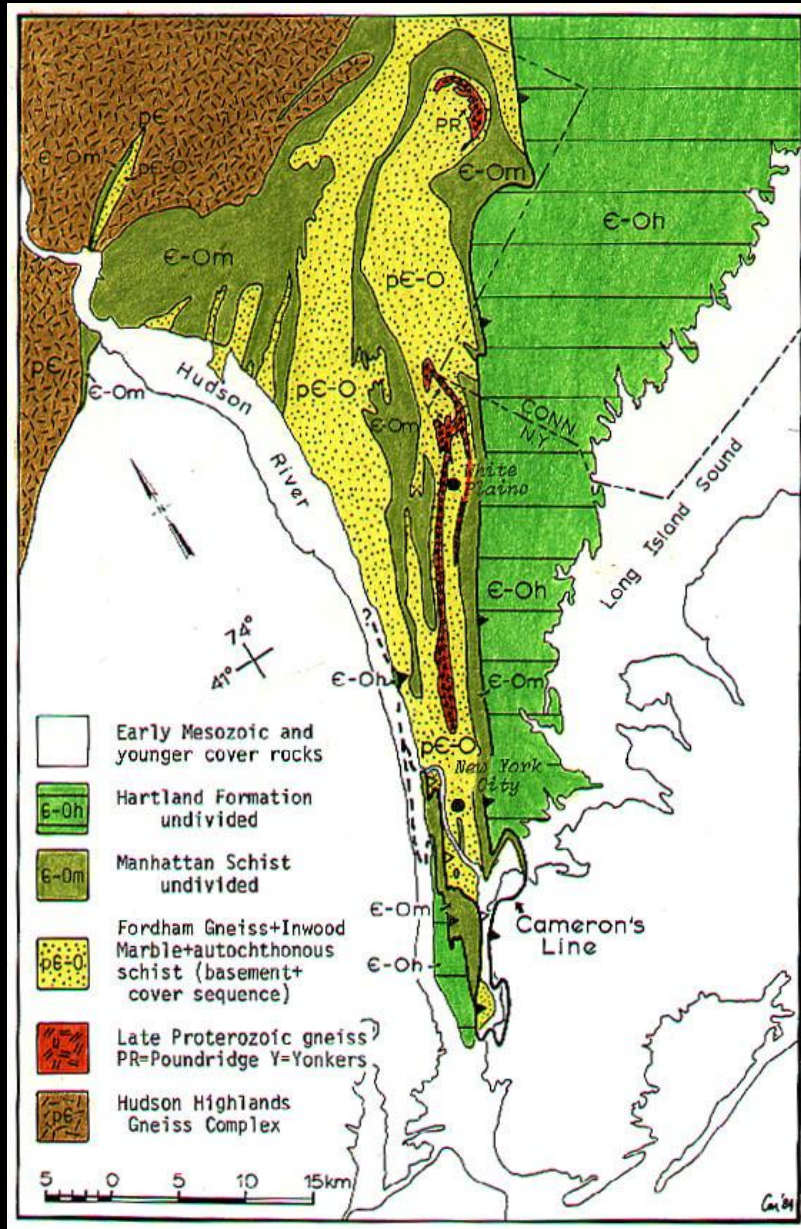 pЄ
Є-Om
pЄ-O
PR
Є-Om
Є-Oh
Є-Om
pЄ-O
pЄ
Є-Om
Hudson
River
pЄ-O
Є-Om
Y
CONN
NY
White
Plaino
Long Island Sound
Є-Oh
?
74°
41°
Є-Oh
Є-Om
pЄ-O
New York
City
Early Mesozoic and
younger cover rocks
Є-Oh
Hartland Formation
undivided
Є-Om
Manhattan Schist
undivided
Є-Om
Є-Oh
Cameron's
Line
pЄ-O
Fordham Gneiss+Inwood
Marble+autochthonous
schist (basement+
cover sequence)
Late Proterozoic gneiss
PR=Poundridge Y=Yonkers
pЄ
Hudson Highlands
Gneiss Complex
5 0 5 10 15km